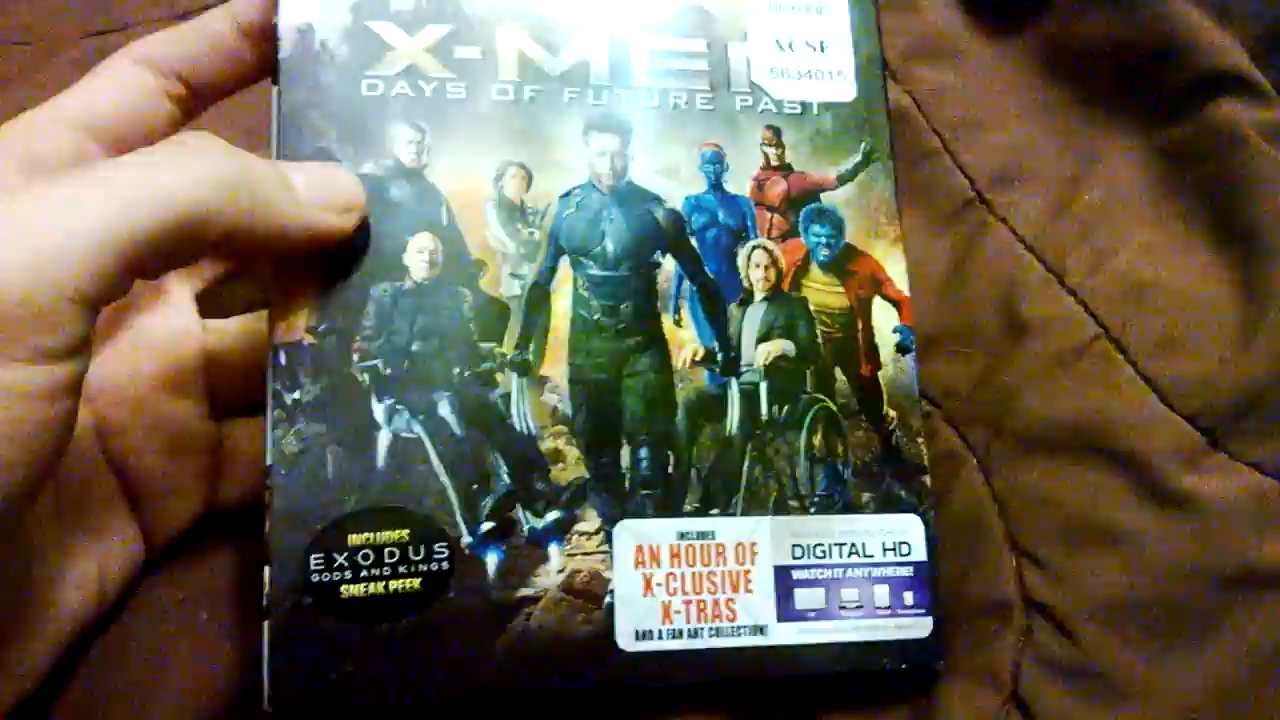 X-MEN
DAYS OF FUTURE PAST
5634015
INCLUDES
EXODUS
GODS AND KINGS
SNEAK PEEK
INCLUDES
AN HOUR OF
X-CLUSIVE
X-TRAS
AND A FAN ART COLLECTION!
DIGITAL HD
WATCH IT ANYWHERE!